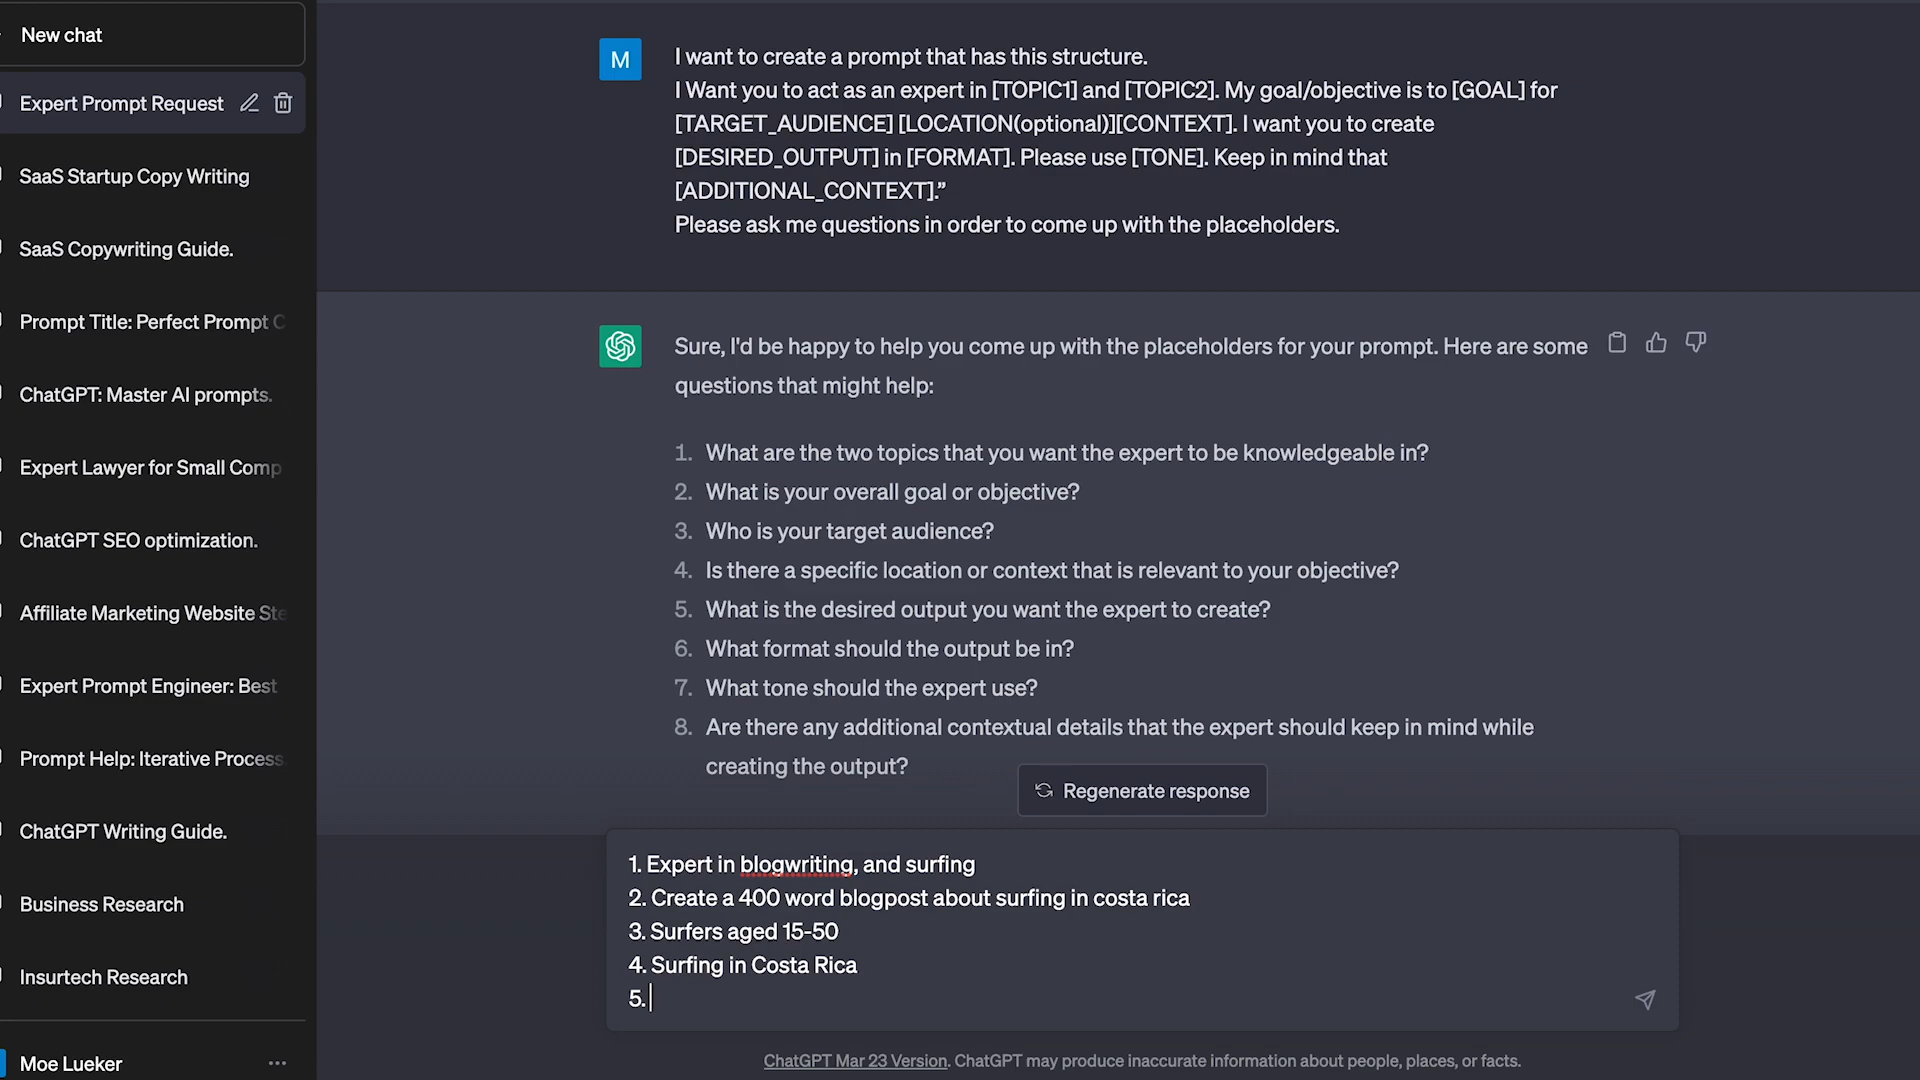 New chat
Expert Prompt Request
SaaS Startup Copy Writing
SaaS Copywriting Guide.
Prompt Title: Perfect Prompt C
ChatGPT: Master AI prompts.
Expert Lawyer for Small Comp
ChatGPT SEO optimization.
Affiliate Marketing Website Ste
Expert Prompt Engineer: Best
Prompt Help: Iterative Process.
ChatGPT Writing Guide.
Business Research
Insurtech Research
Moe Lueker
M
I want to create a prompt that has this structure.
I Want you to act as an expert in [TOPIC1] and [TOPIC2]. My goal/objective is to [GOAL] for
[TARGET_AUDIENCE] [LOCATION(optional)][CONTEXT]. I want you to create
[DESIRED_OUTPUT] in [FORMAT]. Please use [TONE]. Keep in mind that
[ADDITIONAL_CONTEXT].”
Please ask me questions in order to come up with the placeholders.
Sure, I'd be happy to help you come up with the placeholders for your prompt. Here are some
questions that might help:
1. What are the two topics that you want the expert to be knowledgeable in?
2. What is your overall goal or objective?
3. Who is your target audience?
4. Is there a specific location or context that is relevant to your objective?
5. What is the desired output you want the expert to create?
6. What format should the output be in?
7. What tone should the expert use?
8. Are there any additional contextual details that the expert should keep in mind while
creating the output?
Regenerate response
1. Expert in blogwriting, and surfing
2. Create a 400 word blogpost about surfing in costa rica
3. Surfers aged 15-50
4. Surfing in Costa Rica
5.
ChatGPT Mar 23 Version. ChatGPT may produce inaccurate information about people, places, or facts.